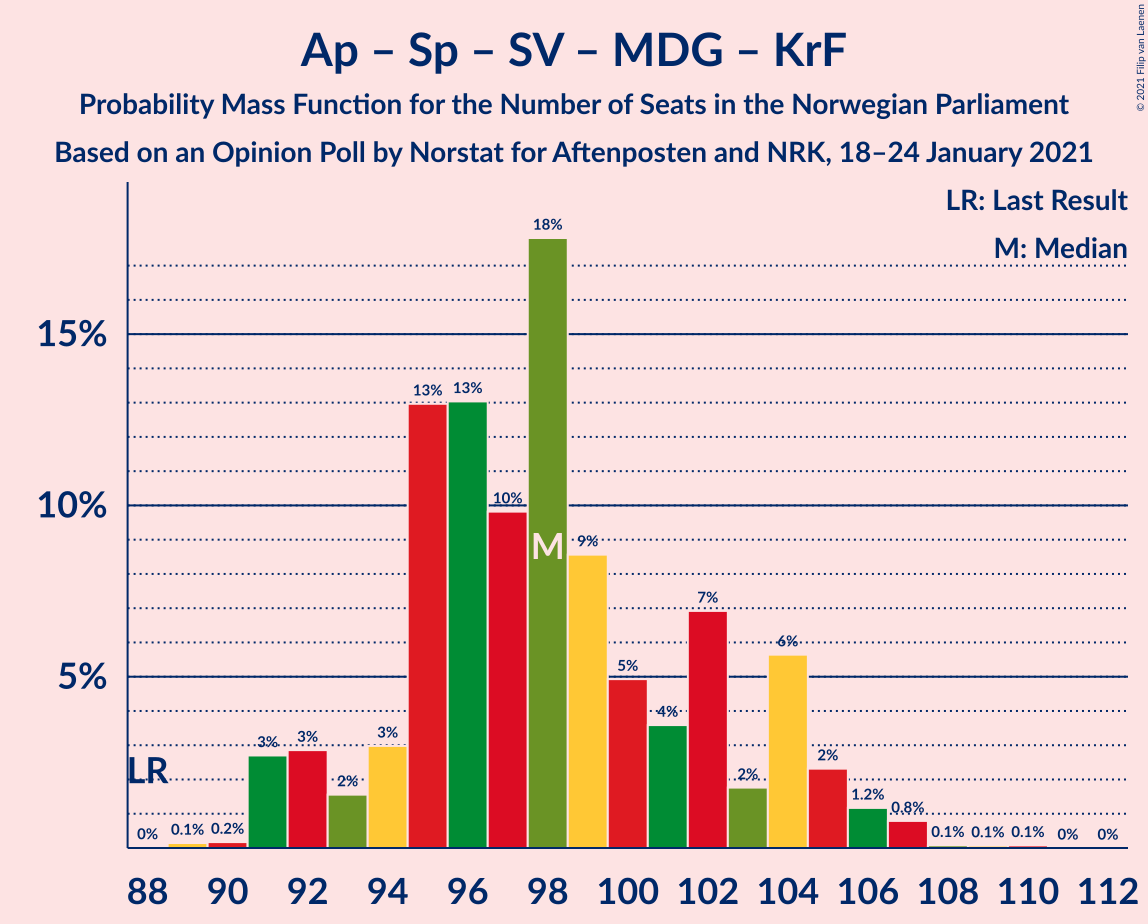 Ap – Sp – SV – MDG – KrF
Probability Mass Function for the Number of Seats in the Norwegian Parliament
Based on an Opinion Poll by Norstat for Aftenposten and NRK, 18–24 January 2021
© 2021 Filip van Laenen
LR: Last Result
M: Median
15%
10%
5%
LR
M
0% 0.1% 0.2% 3% 3% 2% 3% 13% 13% 10% 18% 9% 5% 4% 7% 2% 6% 2% 1.2% 0.8% 0.1% 0.1% 0.1% 0% 0%
88 90 92 94 96 98 100 102 104 106 108 110 112